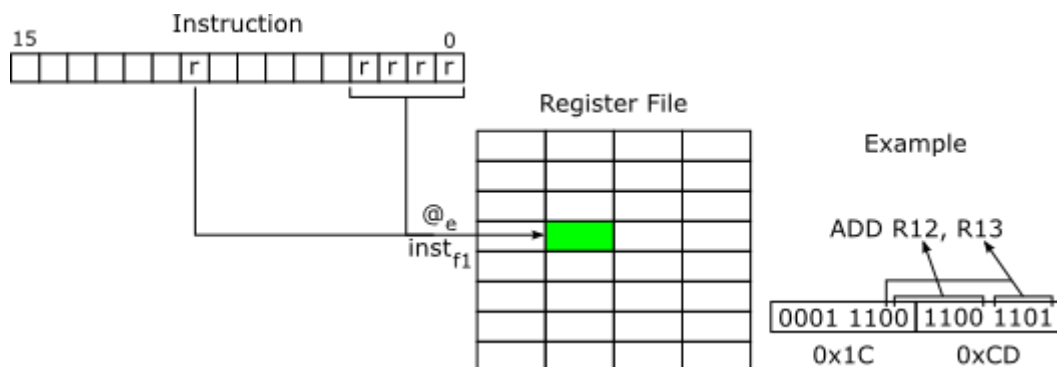 Instruction
15 0
r r r r r
Register File
Example
@e
instf1
ADD R12, R13
0001 1100 1100 1101
0x1C 0xCD